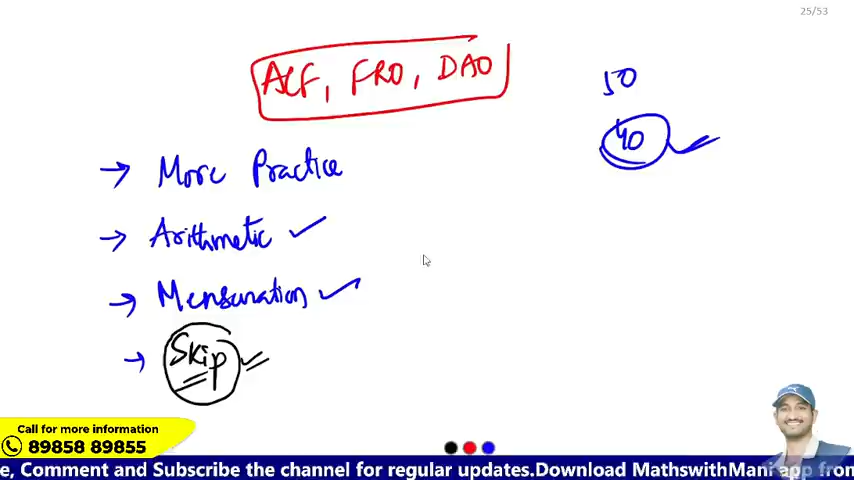 25/53
ACF, FRO, DAO
50
40
→ More Practice
→ Arithmetic ✓
→ Mensuration ✓
→ Skip ✓
Call for more information
89858 89855
e, Comment and Subscribe the channel for regular updates.Download MathswithMani app from